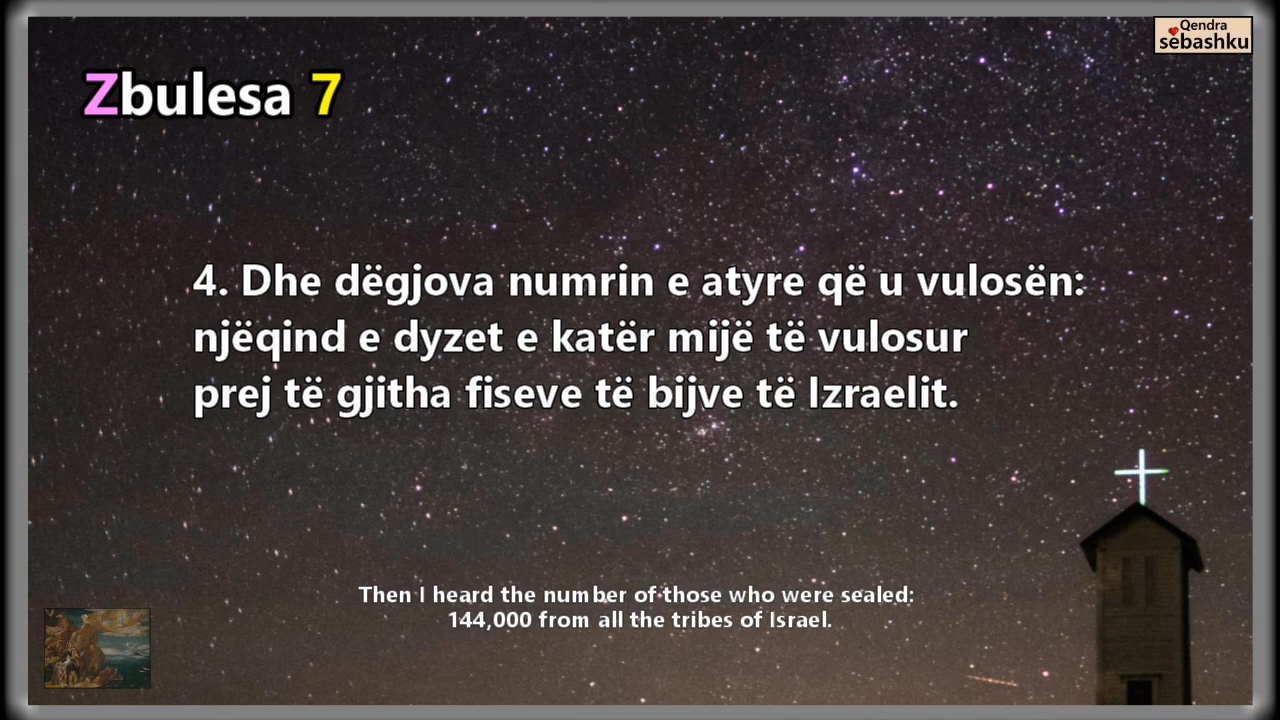 Qendra
sebashku
Zbulesa 7
4. Dhe dëgjova numrin e atyre që u vulosën:
njëqind e dyzet e katër mijë të vulosur
prej të gjitha fiseve të bijve të Izraelit.
Then I heard the number of those who were sealed:
144,000 from all the tribes of Israel.